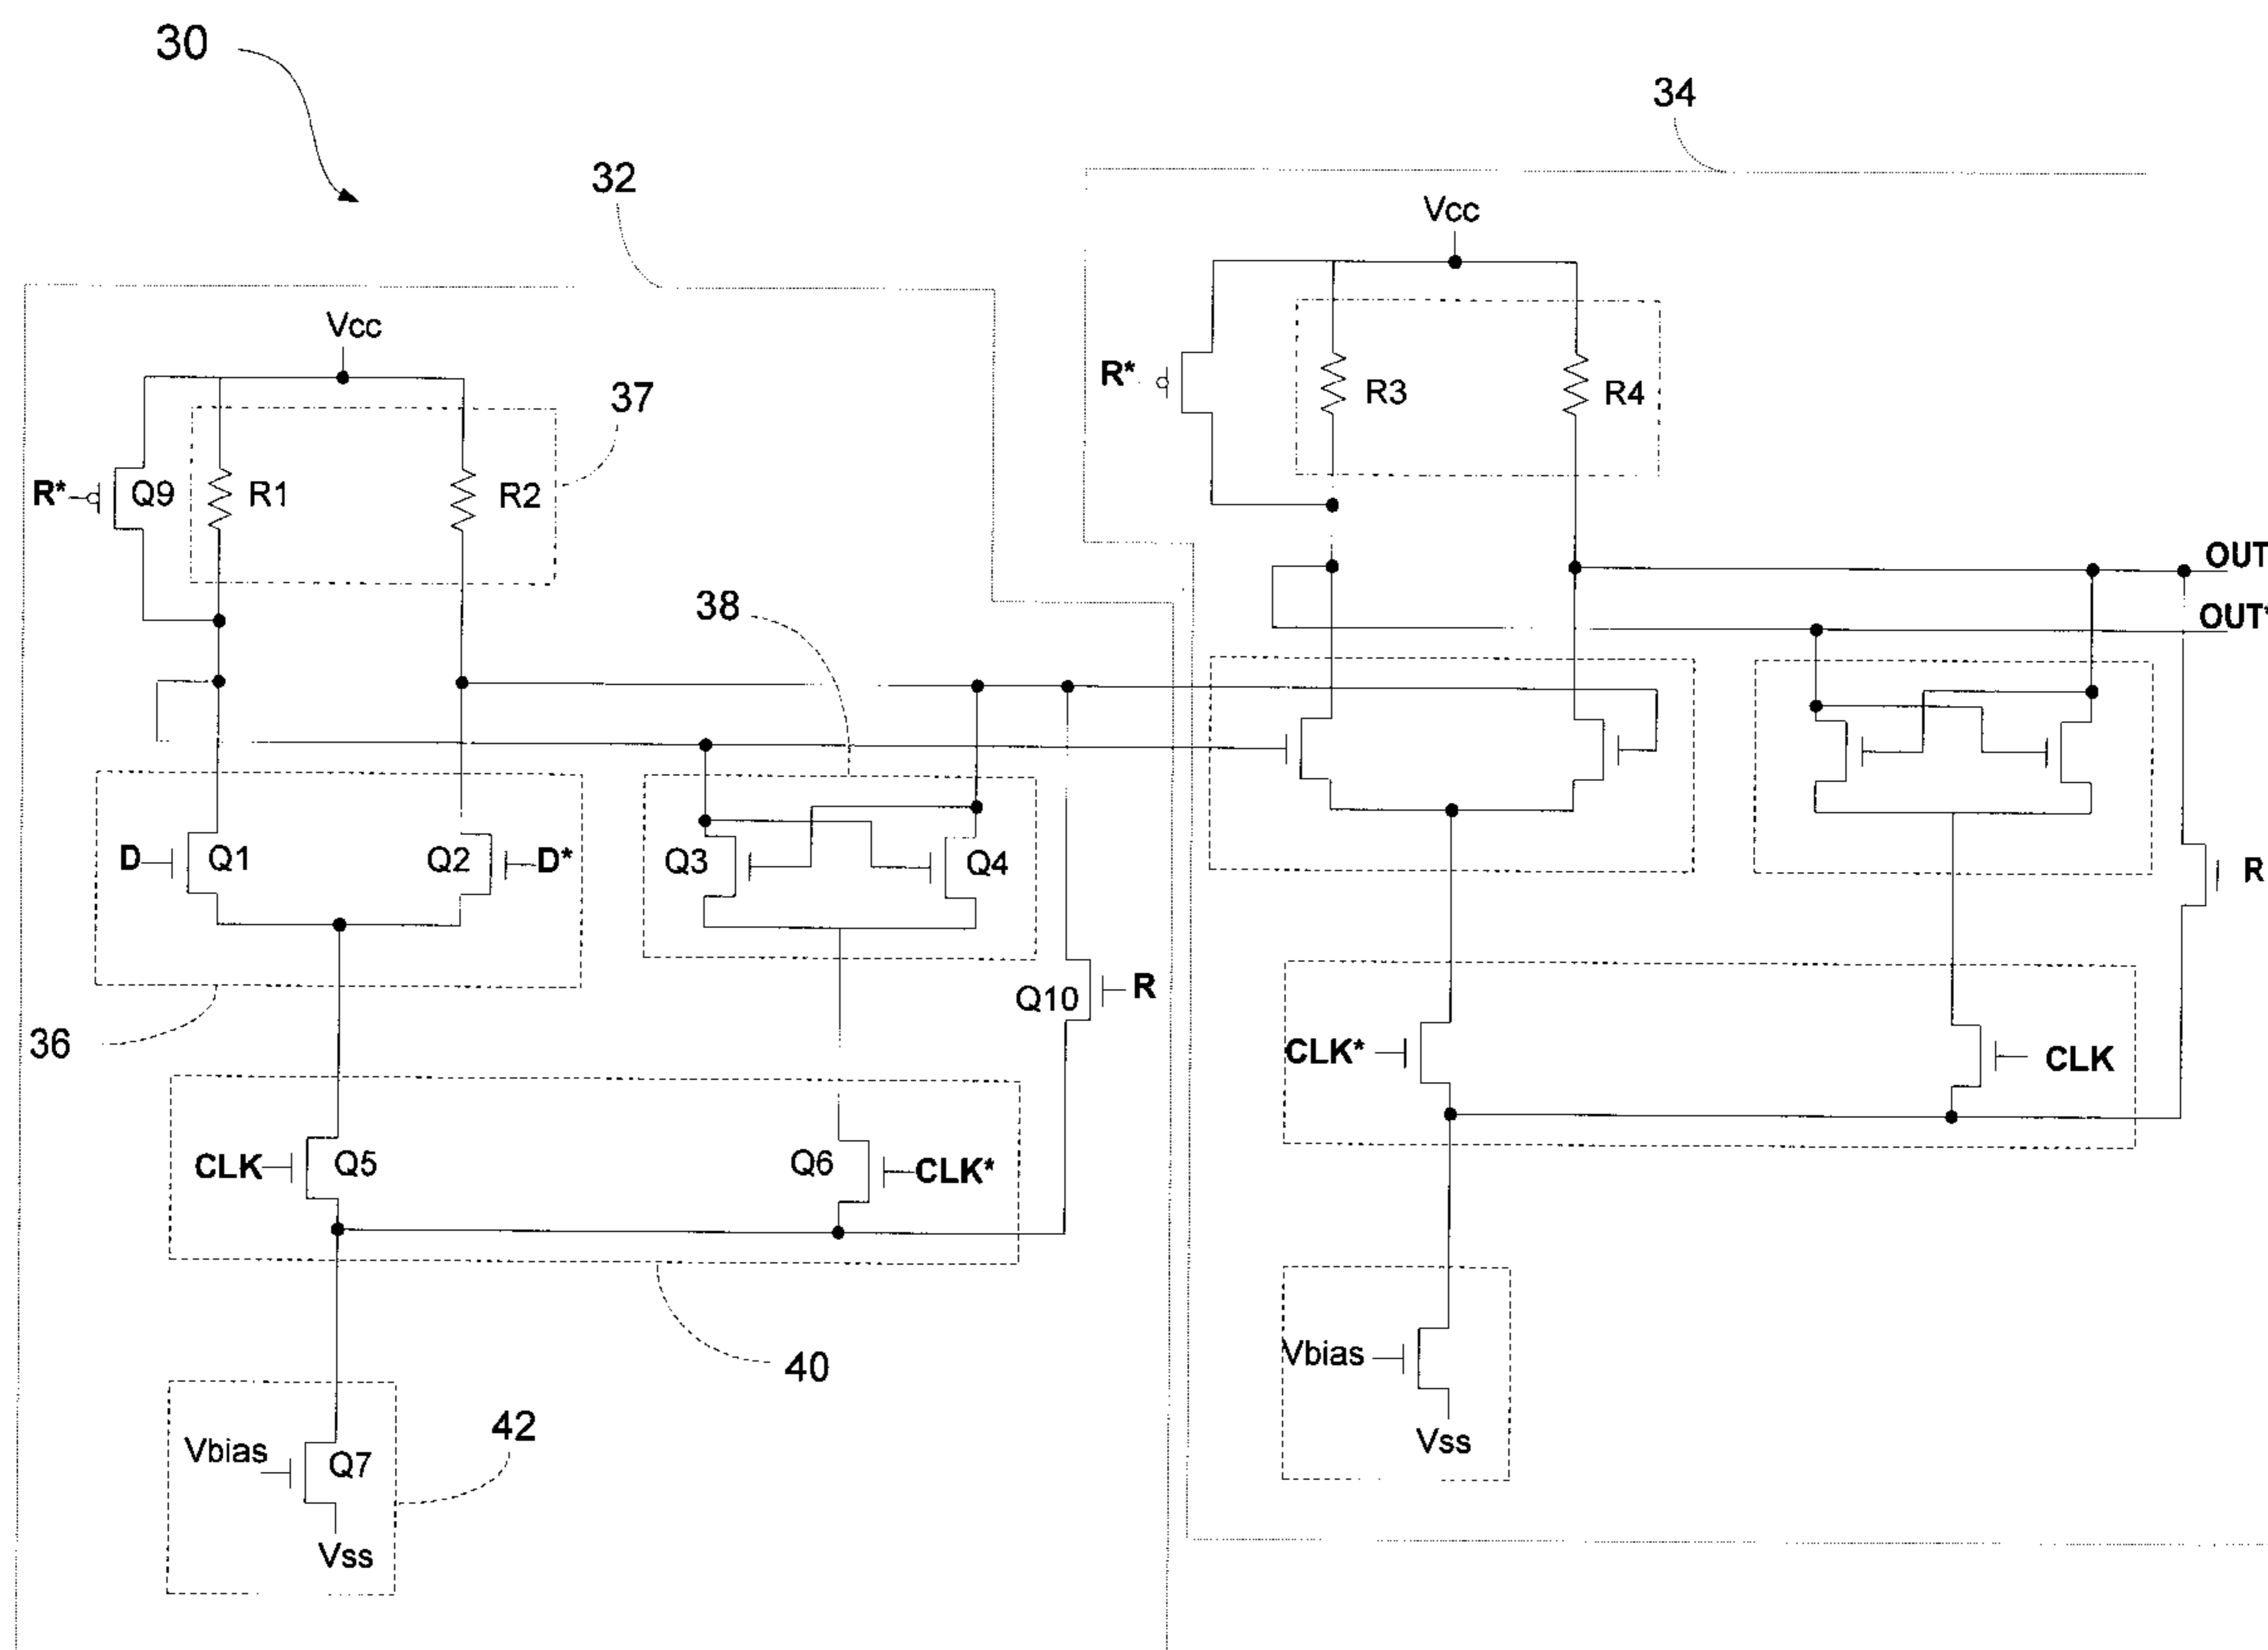 30
34
32
Vcc
Vcc
37
R*
R3
R4
R*
Q9
R1
R2
OUT
OUT*
38
D
Q1
Q2
D*
Q3
Q4
R
Q10
R
36
CLK*
CLK
CLK
Q5
Q6
CLK*
Vbias
40
42
Vss
Vbias
Q7
Vss